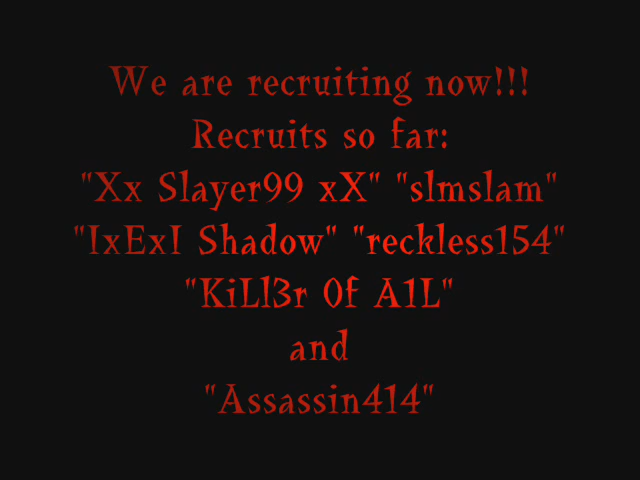 We are recruiting now!!!
Recruits so far:
"Xx Slayer99 xX" "slmslam"
"IxExI Shadow" "reckless154"
"KiLl3r 0f A1L"
and
"Assassin414"